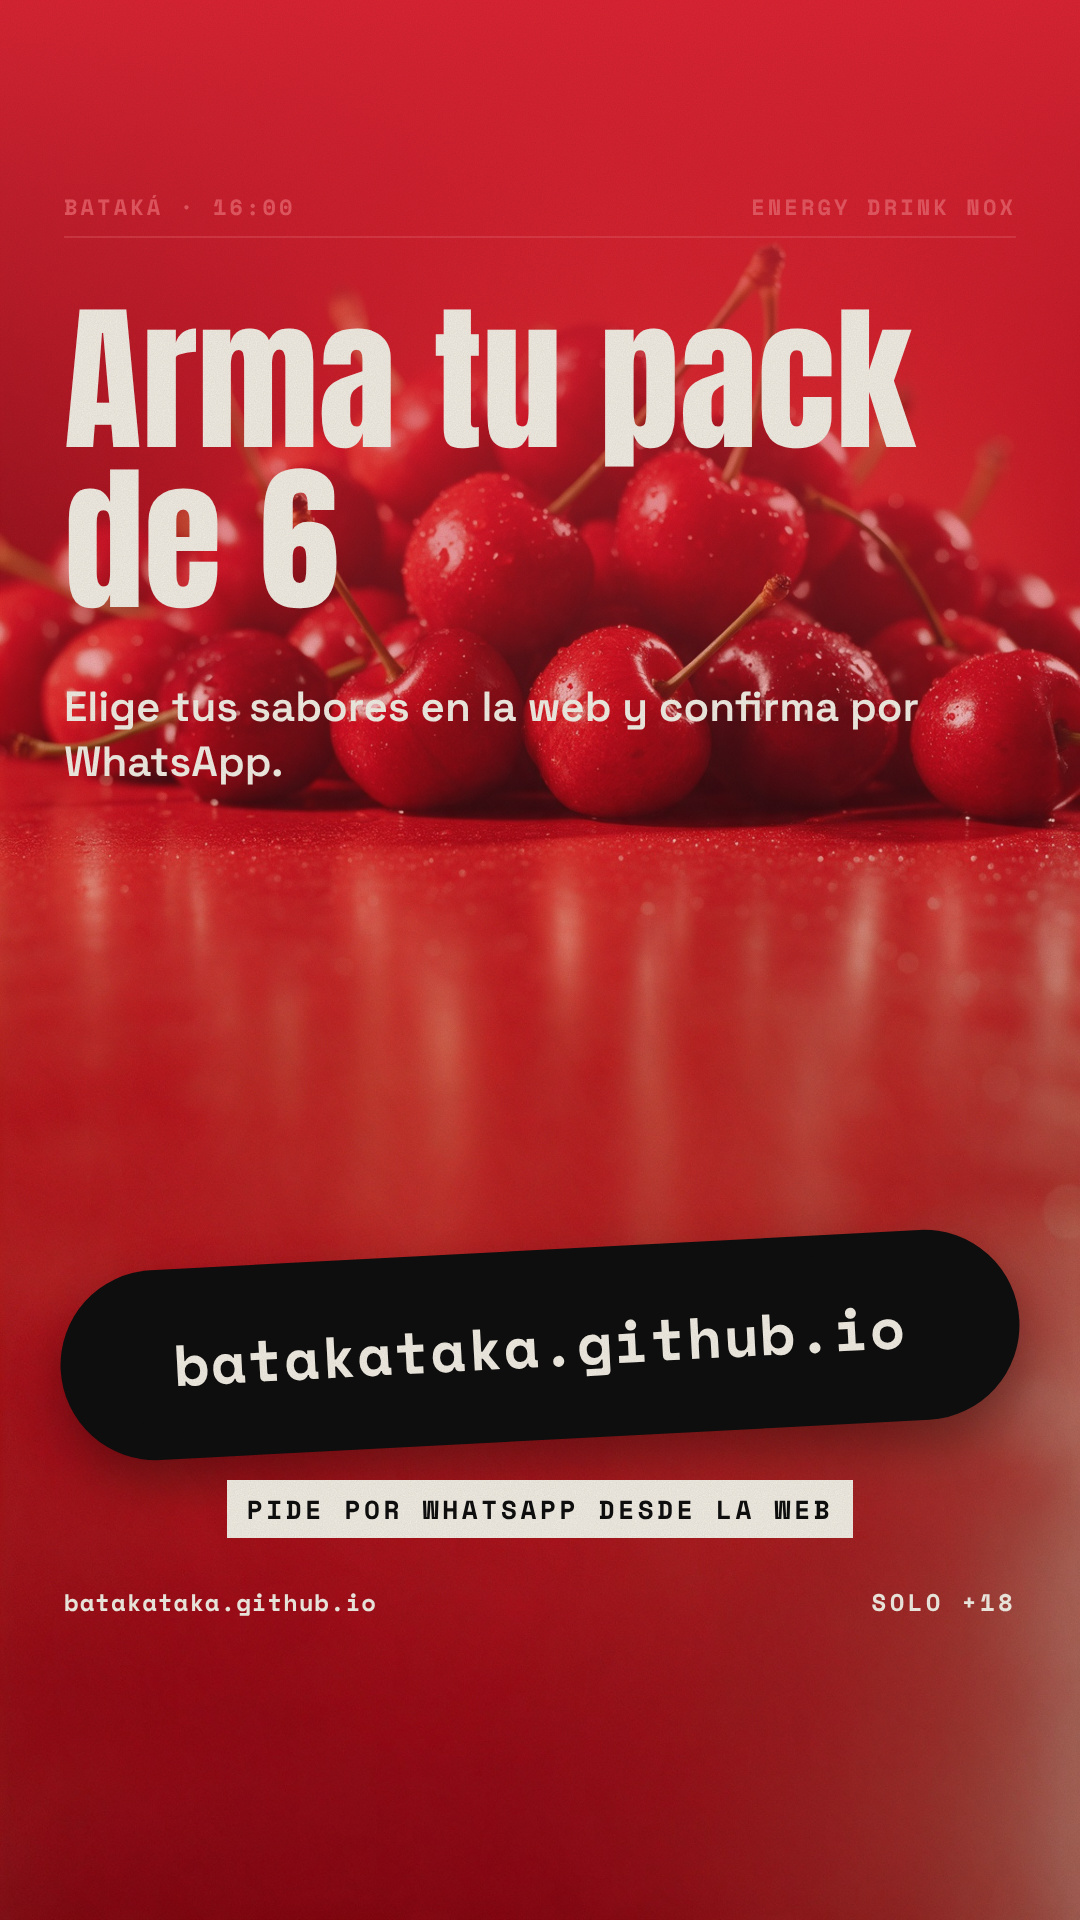 BATAKÁ · 16:00
ENERGY DRINK NOX
Arma tu pack
de 6
Elige tus sabores en la web y confirma por
WhatsApp.
batakataka.github.io
PIDE POR WHATSAPP DESDE LA WEB
batakataka.github.io
SOLO +18